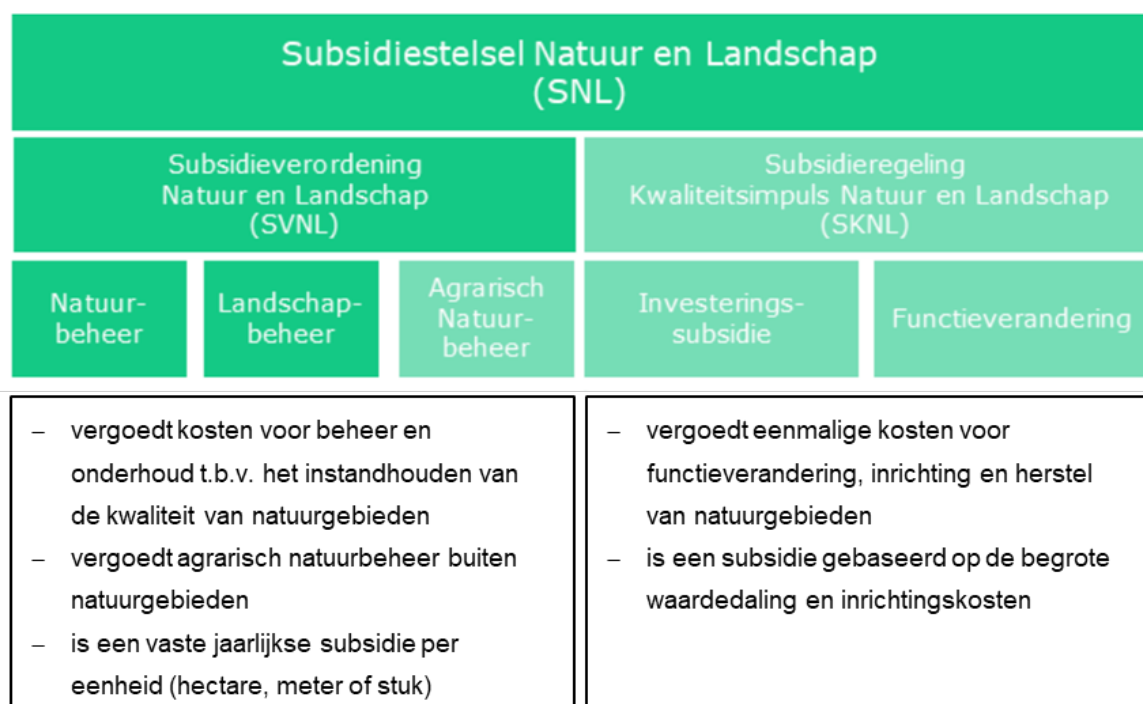 Subsidiestelsel Natuur en Landschap
(SNL)
Subsidieverordening
Natuur en Landschap
(SVNL)
Subsidieregeling
Kwaliteitsimpuls Natuur en Landschap
(SKNL)
Natuur-
beheer
Landschap-
beheer
Agrarisch
Natuur-
beheer
Investerings-
subsidie
Functieverandering
– vergoedt kosten voor beheer en
onderhoud t.b.v. het instandhouden van
de kwaliteit van natuurgebieden
– vergoedt agrarisch natuurbeheer buiten
natuurgebieden
– is een vaste jaarlijkse subsidie per
eenheid (hectare, meter of stuk)
– vergoedt eenmalige kosten voor
functieverandering, inrichting en herstel
van natuurgebieden
– is een subsidie gebaseerd op de begrote
waardedaling en inrichtingskosten